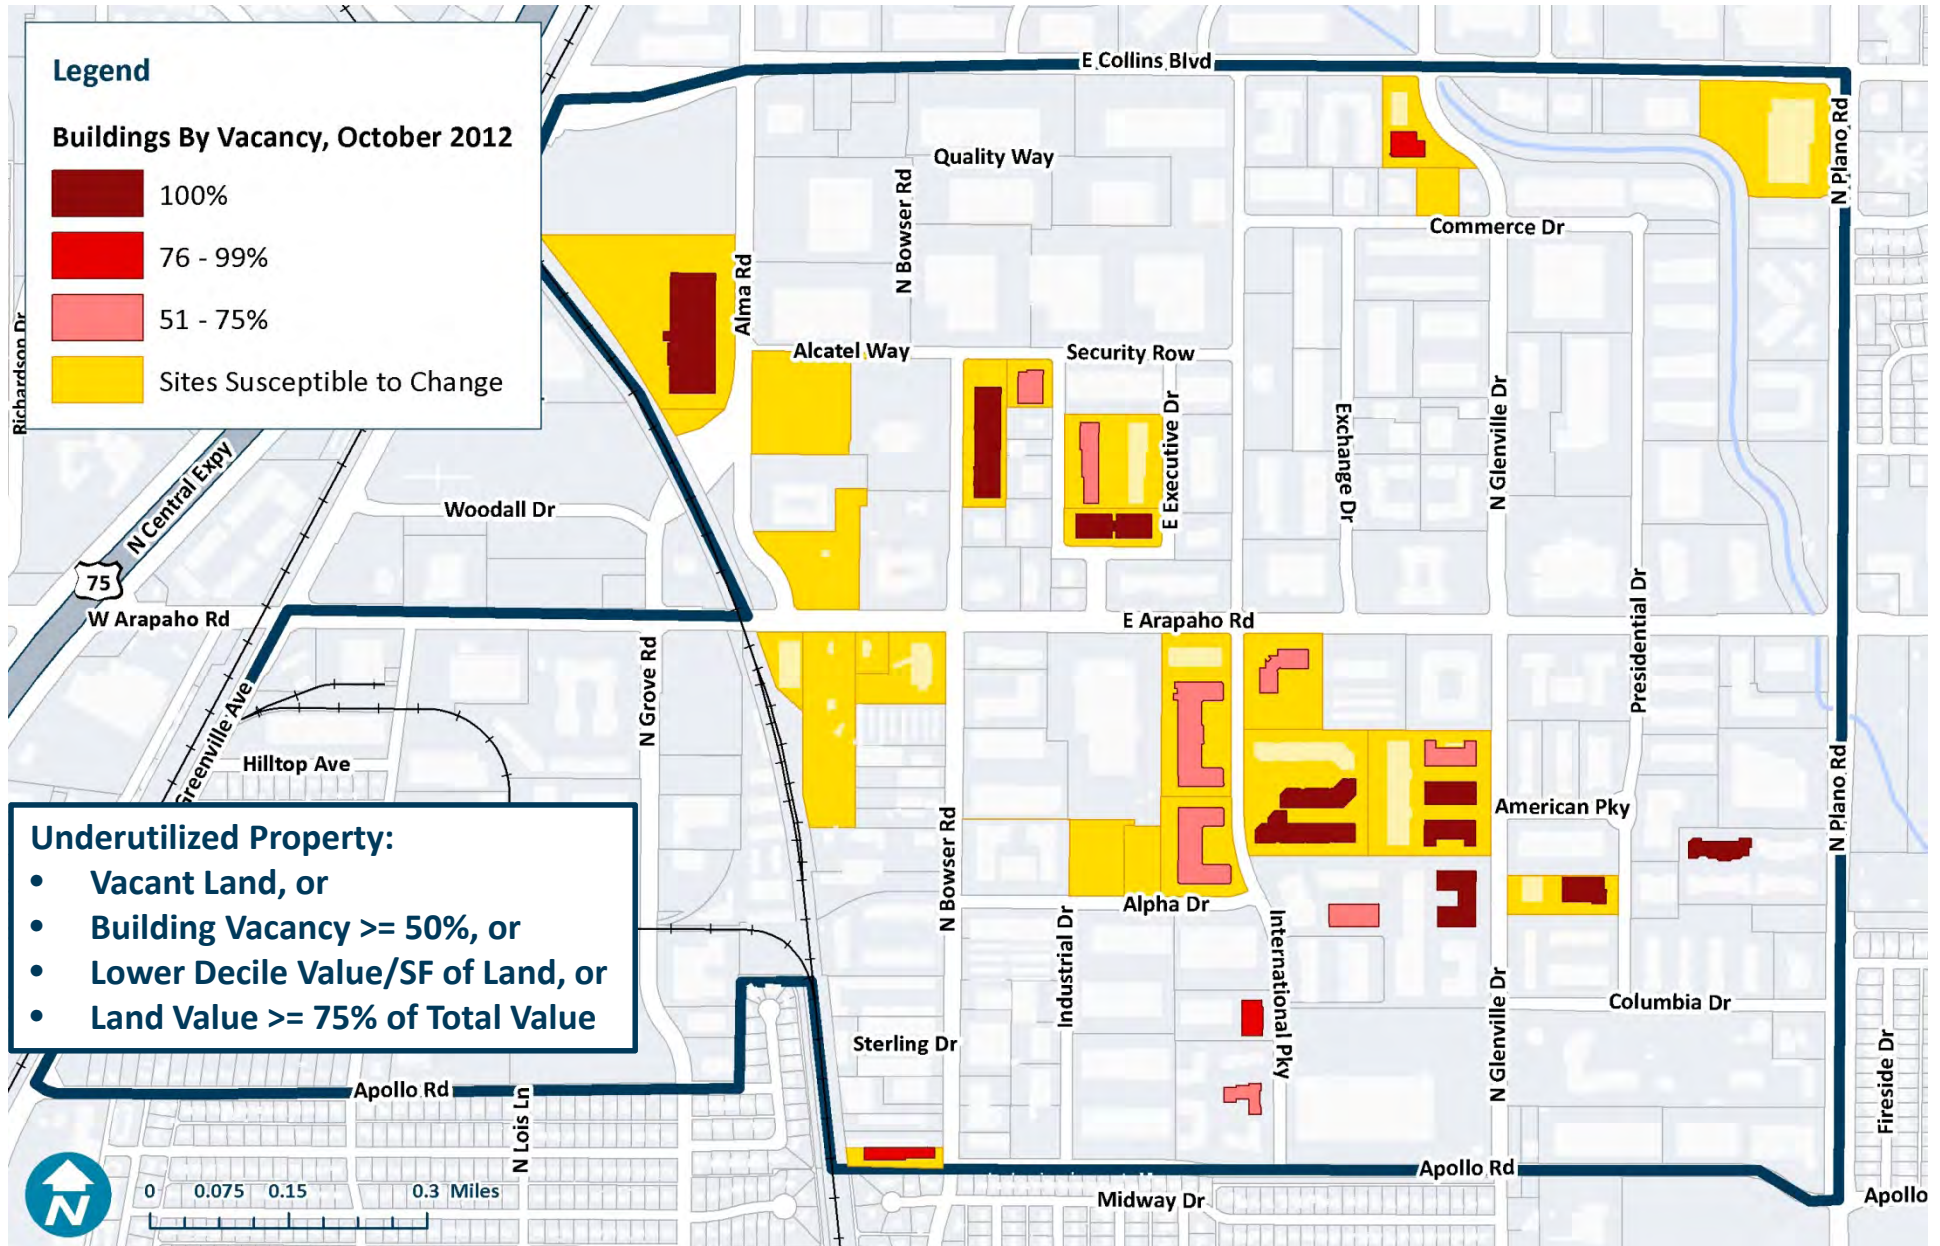 Legend
Buildings By Vacancy, October 2012
100%
76 - 99%
51 - 75%
Sites Susceptible to Change
E Collins Blvd
N Plano Rd
Quality Way
N Bowser Rd
Commerce Dr
Alma Rd
Richardson Dr
Alcatel Way
Security Row
E Executive Dr
Exchange Dr
N Glenville Dr
N Central Expy
Woodall Dr
75
W Arapaho Rd
E Arapaho Rd
Presidential Dr
N Grove Rd
Greenville Ave
Hilltop Ave
American Pky
N Plano Rd
N Bowser Rd
Underutilized Property:
• Vacant Land, or
• Building Vacancy >= 50%, or
• Lower Decile Value/SF of Land, or
• Land Value >= 75% of Total Value
Alpha Dr
Industrial Dr
International Pky
N Glenville Dr
Columbia Dr
Sterling Dr
Fireside Dr
Apollo Rd
N Lois Ln
Apollo Rd
Midway Dr
Apollo
N
0 0.075 0.15 0.3 Miles